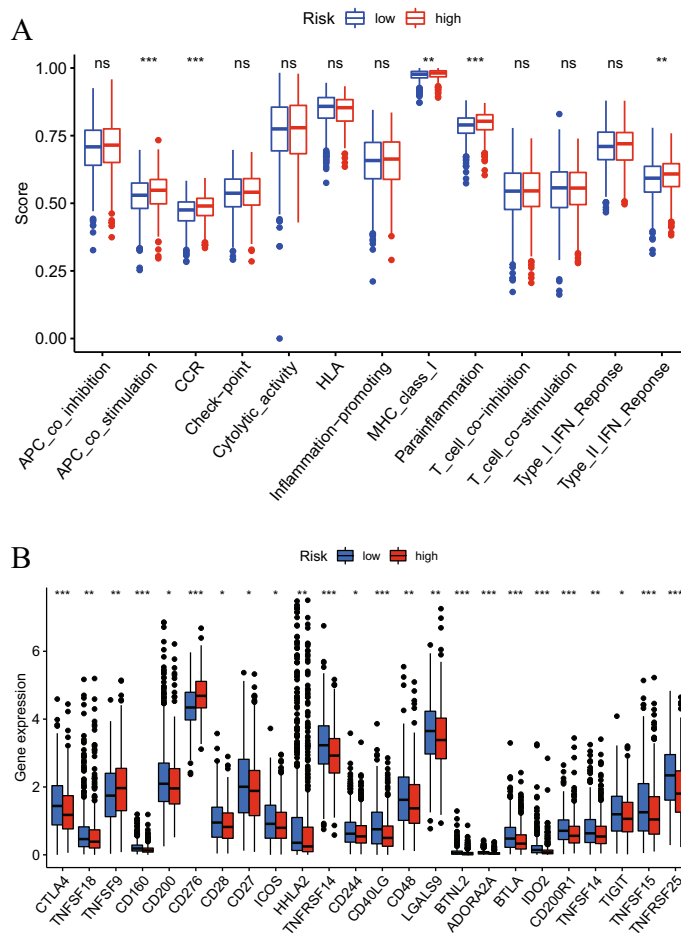 A
Risk low high
ns *** *** ns ns ns ns ** *** ns ns ns **
1.00
0.75
0.50
0.25
0.00
Score
APC_co_inhibition
APC_co_stimulation
CCR
Check-point
Cytolytic_activity
HLA
Inflammation-promoting
MHC_class_I
Parainflammation
T_cell_co-inhibition
T_cell_co-stimulation
Type_I_IFN_Reponse
Type_II_IFN_Reponse
B
Risk low high
*** ** ** *** * *** * * * ** *** * *** ** ** *** *** *** *** *** ** * *** ***
6
4
2
0
Gene expression
CTLA4
TNFSF18
TNFSF9
CD160
CD200
CD276
CD28
CD27
ICOS
HHLA2
TNFRSF14
CD244
CD40LG
CD48
LGALS9
BTNL2
ADORA2A
BTLA
IDO2
CD200R1
TNFSF14
TIGIT
TNFSF15
TNFRSF25